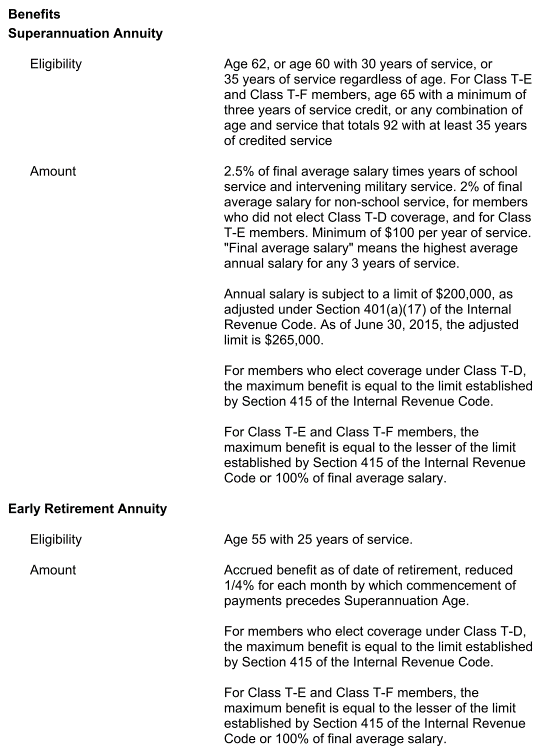 Benefits
Superannuation Annuity
Eligibility
Age 62, or age 60 with 30 years of service, or
35 years of service regardless of age. For Class T-E
and Class T-F members, age 65 with a minimum of
three years of service credit, or any combination of
age and service that totals 92 with at least 35 years
of credited service
Amount
2.5% of final average salary times years of school
service and intervening military service. 2% of final
average salary for non-school service, for members
who did not elect Class T-D coverage, and for Class
T-E members. Minimum of $100 per year of service.
"Final average salary" means the highest average
annual salary for any 3 years of service.
Annual salary is subject to a limit of $200,000, as
adjusted under Section 401(a)(17) of the Internal
Revenue Code. As of June 30, 2015, the adjusted
limit is $265,000.
For members who elect coverage under Class T-D,
the maximum benefit is equal to the limit established
by Section 415 of the Internal Revenue Code.
For Class T-E and Class T-F members, the
maximum benefit is equal to the lesser of the limit
established by Section 415 of the Internal Revenue
Code or 100% of final average salary.
Early Retirement Annuity
Eligibility
Age 55 with 25 years of service.
Amount
Accrued benefit as of date of retirement, reduced
1/4% for each month by which commencement of
payments precedes Superannuation Age.
For members who elect coverage under Class T-D,
the maximum benefit is equal to the limit established
by Section 415 of the Internal Revenue Code.
For Class T-E and Class T-F members, the
maximum benefit is equal to the lesser of the limit
established by Section 415 of the Internal Revenue
Code or 100% of final average salary.